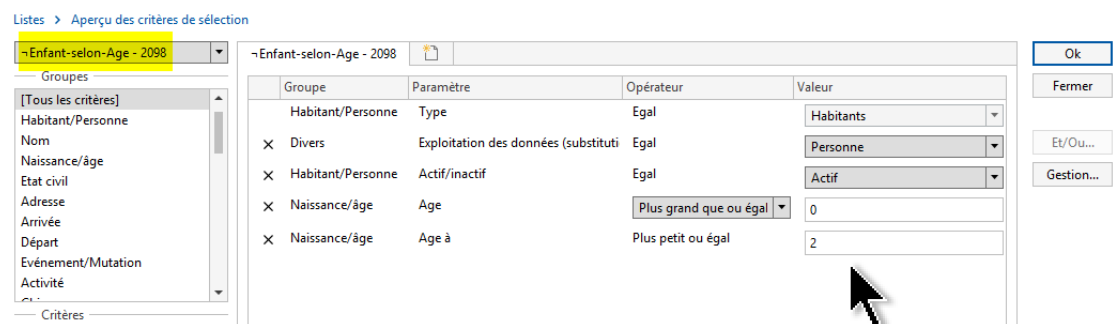 Listes > Aperçu des critères de sélection
¬Enfant-selon-Age - 2098
¬Enfant-selon-Age - 2098
Ok
Groupes
Groupe Paramètre Opérateur Valeur
Fermer
[Tous les critères]
Habitant/Personne Type Egal Habitants
Habitant/Personne
Nom
Divers Exploitation des données (substituti Egal Personne
Et/Ou...
Naissance/âge
Habitant/Personne Actif/inactif Egal Actif
Gestion...
Etat civil
Adresse
Naissance/âge Age Plus grand que ou égal 0
Arrivée
Départ
Naissance/âge Age à Plus petit ou égal 2
Evénement/Mutation
Activité
Critères